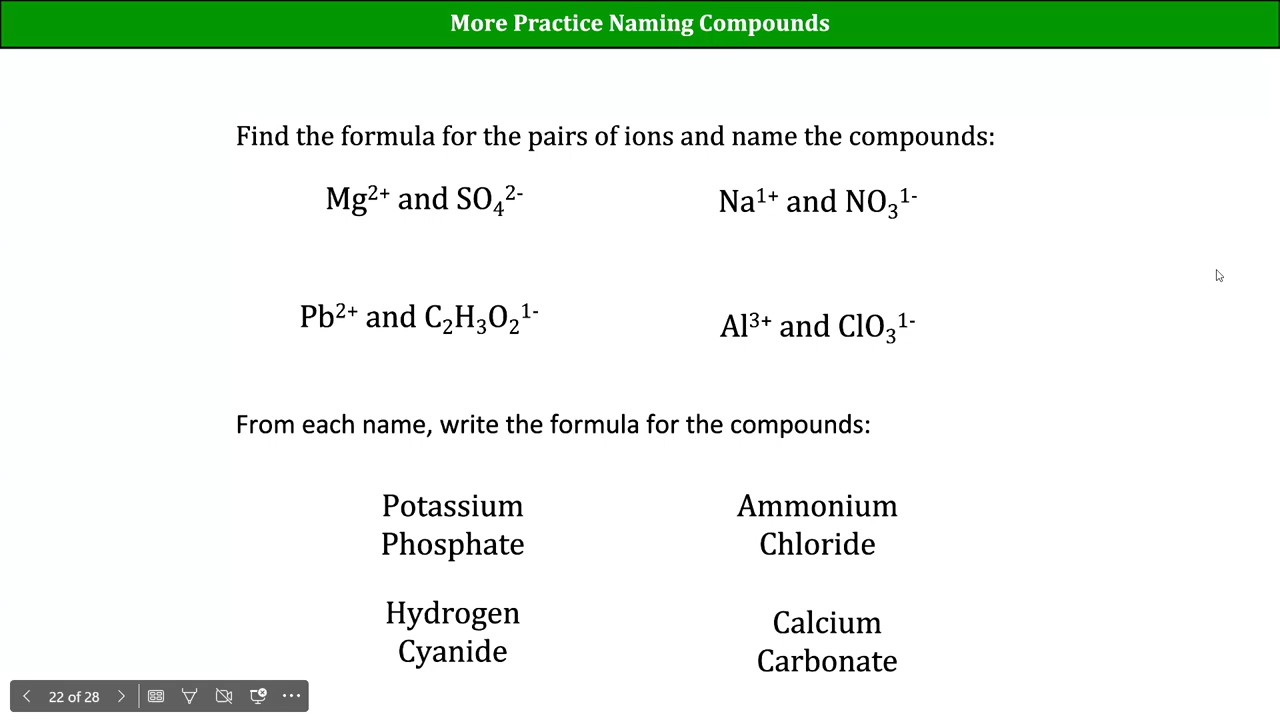 More Practice Naming Compounds
Find the formula for the pairs of ions and name the compounds:
Mg²⁺ and SO₄²⁻
Na¹⁺ and NO₃¹⁻
Pb²⁺ and C₂H₃O₂¹⁻
Al³⁺ and ClO₃¹⁻
From each name, write the formula for the compounds:
Potassium
Phosphate
Ammonium
Chloride
Hydrogen
Cyanide
Calcium
Carbonate
22 of 28